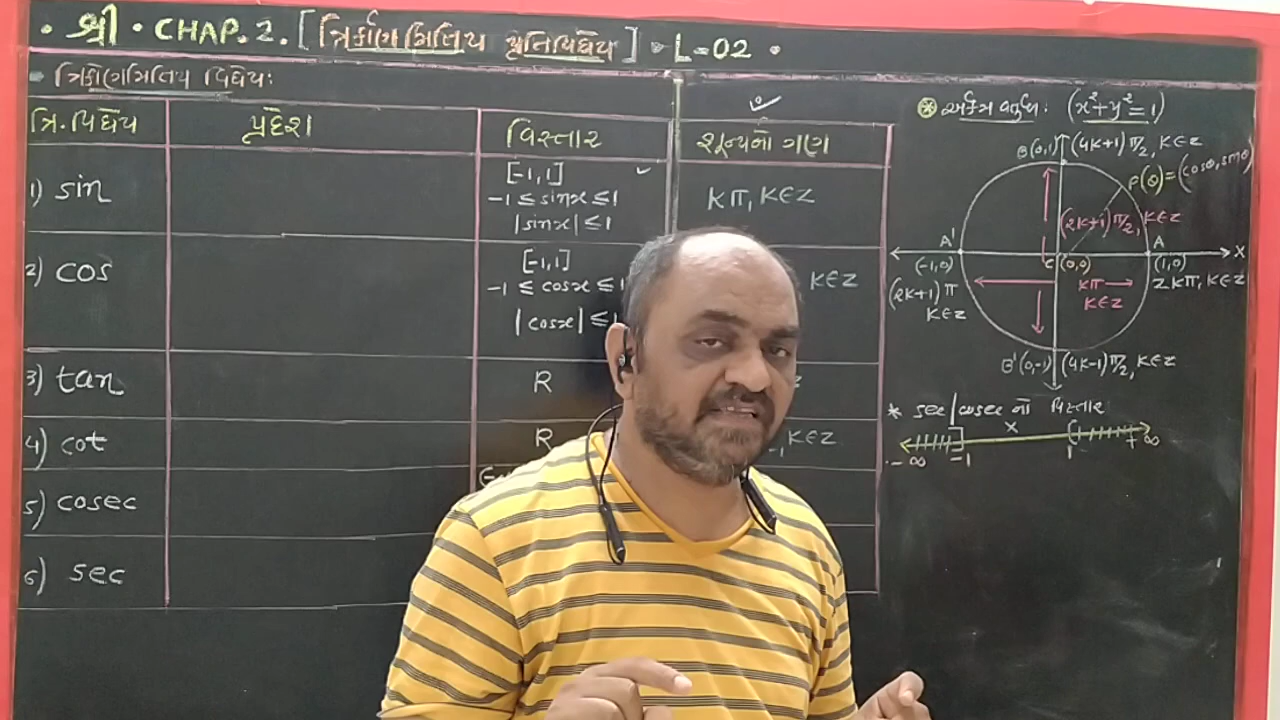 • શ્રી • CHAP. 2. [ ત્રિકોણમિતિય પ્રતિવિધેય ] • L-02 •
ત્રિકોણમિતિય વિધેય:
ત્રિ. વિધેય પ્રદેશ વિસ્તાર શૂન્યનો ગણ
1) sin [-1,1] kπ, k∈Z
-1 ≤ sinx ≤ 1
|sinx| ≤ 1
2) cos [-1,1] k∈Z
-1 ≤ cosx ≤ 1
|cosx| ≤
3) tan R
4) cot R k∈Z
5) cosec
6) sec
એકમ વર્તુળ: (x²+y²=1)
B(0,1) (4k+1)π/2, k∈Z
P(θ)=(cosθ, sinθ)
(2k+1)π/2, k∈Z
A' A X
(-1,0) C (0,0) (1,0)
(2k+1)π k∈Z kπ k∈Z 2kπ, k∈Z
B'(0,-1) (4k-1)π/2, k∈Z
* sec/cosec નો વિસ્તાર
x
-∞ -1 1 +∞